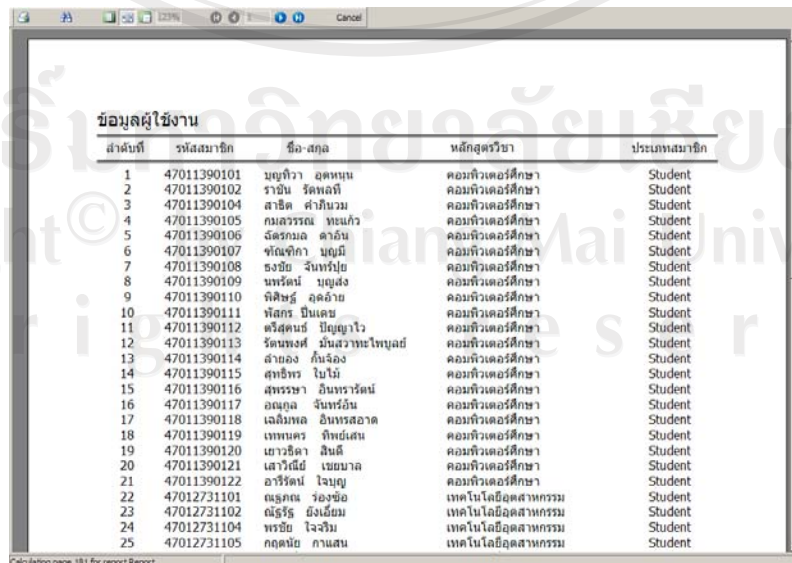 123% 1 Cancel
ข้อมูลผู้ใช้งาน
ลำดับที่ รหัสสมาชิก ชื่อ-สกุล หลักสูตรวิชา ประเภทสมาชิก
1 47011390101 บุญทิวา อุดหนุน คอมพิวเตอร์ศึกษา Student
2 47011390102 ราชัน รัตพลที คอมพิวเตอร์ศึกษา Student
3 47011390104 สาธิต คำภีนวม คอมพิวเตอร์ศึกษา Student
4 47011390105 กมลวรรณ ทะแก้ว คอมพิวเตอร์ศึกษา Student
5 47011390106 ฉัตรกมล ตาอ้น คอมพิวเตอร์ศึกษา Student
6 47011390107 ทัณฑิกา บุญมี คอมพิวเตอร์ศึกษา Student
7 47011390108 ธงชัย จันทร์ปุย คอมพิวเตอร์ศึกษา Student
8 47011390109 นพรัตน์ บุญส่ง คอมพิวเตอร์ศึกษา Student
9 47011390110 พิศิษฐ์ อุดอ้าย คอมพิวเตอร์ศึกษา Student
10 47011390111 พัสกร ปิ่นเดช คอมพิวเตอร์ศึกษา Student
11 47011390112 ตรีสุคนธ์ ปัญญาไว คอมพิวเตอร์ศึกษา Student
12 47011390113 รัตนพงศ์ มั่นสวาทะไพบูลย์ คอมพิวเตอร์ศึกษา Student
13 47011390114 ลำยอง กั้นจ้อง คอมพิวเตอร์ศึกษา Student
14 47011390115 สุทธิพร ใบไม้ คอมพิวเตอร์ศึกษา Student
15 47011390116 สุพรรษา อินทรารัตน์ คอมพิวเตอร์ศึกษา Student
16 47011390117 อณุกูล จันทร์อ้น คอมพิวเตอร์ศึกษา Student
17 47011390118 เฉลิมพล อินทรสอาด คอมพิวเตอร์ศึกษา Student
18 47011390119 เทพนคร ทิพย์เสน คอมพิวเตอร์ศึกษา Student
19 47011390120 เยาวธิดา สินดี คอมพิวเตอร์ศึกษา Student
20 47011390121 เสาวิณีย์ เชยบาล คอมพิวเตอร์ศึกษา Student
21 47011390122 อารีรัตน์ ใจบุญ คอมพิวเตอร์ศึกษา Student
22 47012731101 ณฐภณ ร่องซ้อ เทคโนโลยีอุตสาหกรรม Student
23 47012731102 ณัฐรัฐ ยังเอี่ยม เทคโนโลยีอุตสาหกรรม Student
24 47012731104 พรชัย ใจจริม เทคโนโลยีอุตสาหกรรม Student
25 47012731105 กฤตนัย กาแสน เทคโนโลยีอุตสาหกรรม Student
Calculating page 191 for report Report